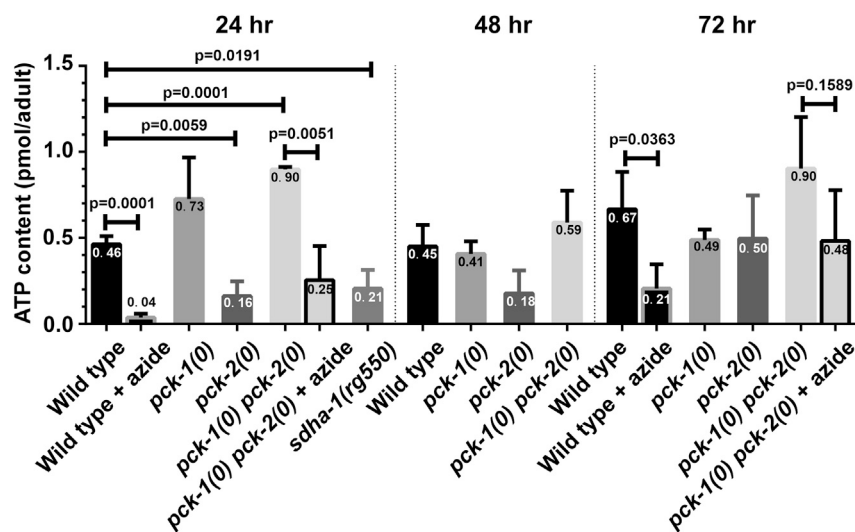 24 hr
48 hr
72 hr
ATP content (pmol/adult)
1.5
1.0
0.5
0.0
p=0.0191
p=0.0001
p=0.0059
p=0.0051
p=0.0001
p=0.1589
p=0.0363
0.46
0.04
0.73
0.16
0.90
0.25
0.21
0.45
0.41
0.18
0.59
0.67
0.21
0.49
0.50
0.90
0.48
Wild type
Wild type + azide
pck-1(0)
pck-2(0)
pck-1(0) pck-2(0)
pck-1(0) pck-2(0) + azide
sdha-1(rg550)
Wild type
pck-1(0)
pck-2(0)
pck-1(0) pck-2(0)
Wild type
Wild type + azide
pck-1(0)
pck-2(0)
pck-1(0) pck-2(0)
pck-1(0) pck-2(0) + azide